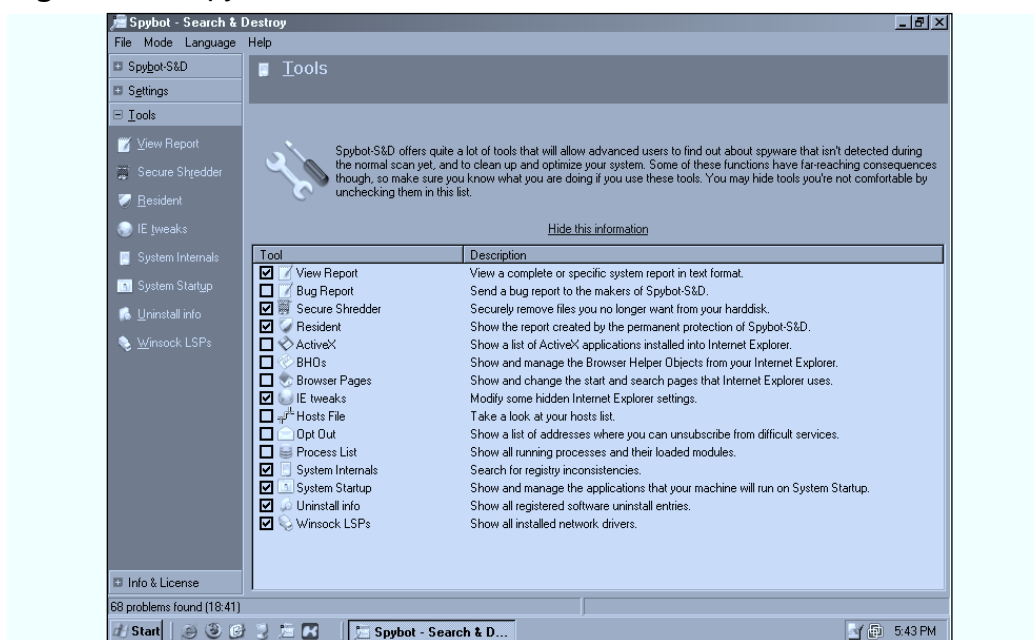 Spybot - Search & Destroy
File Mode Language Help
Spybot-S&D
Settings
Tools
View Report
Secure Shredder
Resident
IE tweaks
System Internals
System Startup
Uninstall info
Winsock LSPs
Info & License
Tools
Spybot-S&D offers quite a lot of tools that will allow advanced users to find out about spyware that isn't detected during
the normal scan yet, and to clean up and optimize your system. Some of these functions have far-reaching consequences
though, so make sure you know what you are doing if you use these tools. You may hide tools you're not comfortable by
unchecking them in this list.
Hide this information
Tool Description
View Report View a complete or specific system report in text format.
Bug Report Send a bug report to the makers of Spybot-S&D.
Secure Shredder Securely remove files you no longer want from your harddisk.
Resident Show the report created by the permanent protection of Spybot-S&D.
ActiveX Show a list of ActiveX applications installed into Internet Explorer.
BHOs Show and manage the Browser Helper Objects from your Internet Explorer.
Browser Pages Show and change the start and search pages that Internet Explorer uses.
IE tweaks Modify some hidden Internet Explorer settings.
Hosts File Take a look at your hosts list.
Opt Out Show a list of addresses where you can unsubscribe from difficult services.
Process List Show all running processes and their loaded modules.
System Internals Search for registry inconsistencies.
System Startup Show and manage the applications that your machine will run on System Startup.
Uninstall info Show all registered software uninstall entries.
Winsock LSPs Show all installed network drivers.
68 problems found (18:41)
Start Spybot - Search & D... 5:43 PM